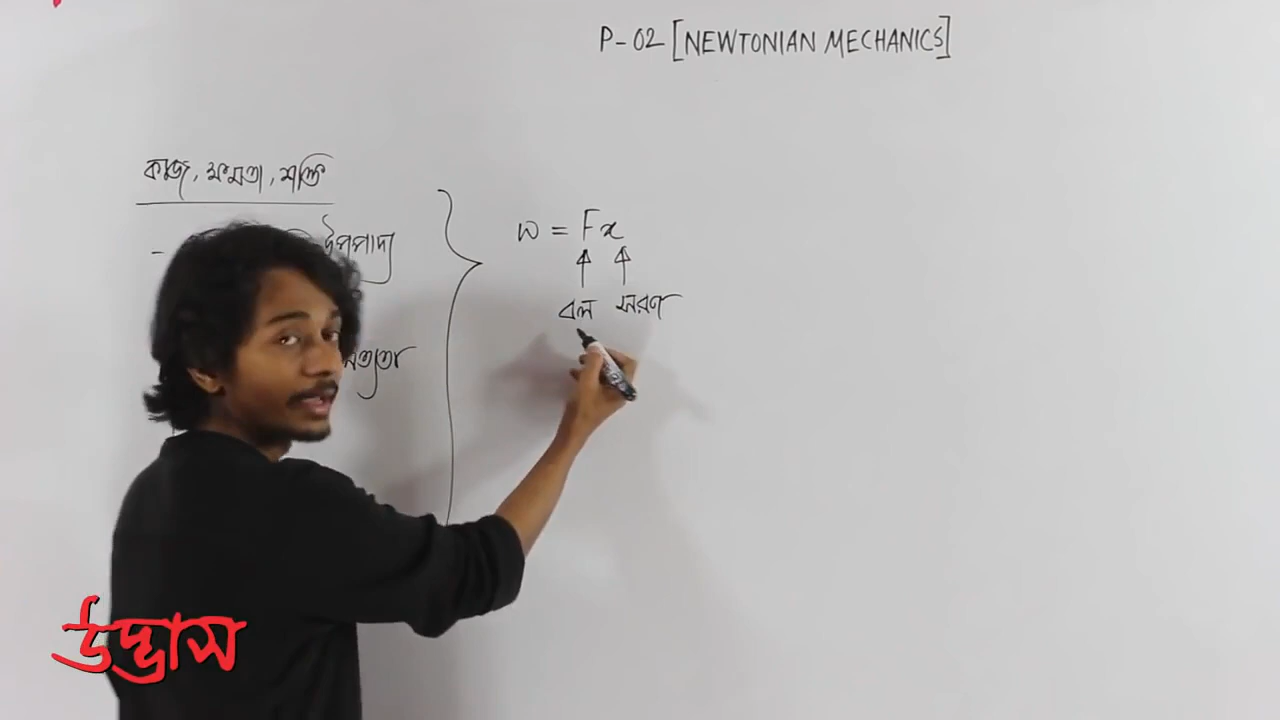 P-02 [NEWTONIAN MECHANICS]
কাজ, ক্ষমতা, শক্তি
-
উপপাদ্য
W = Fx
বল সরণ
উদ্ভাস